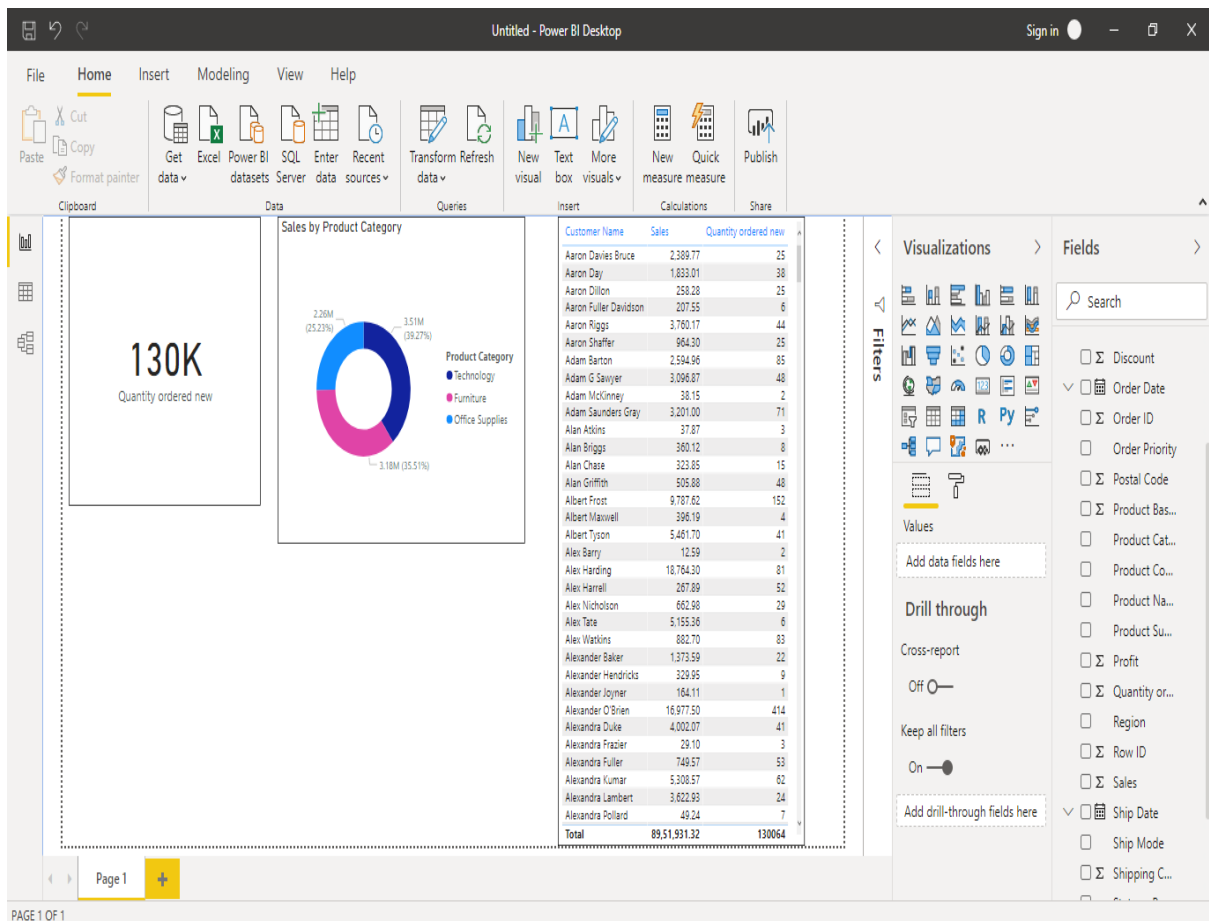 Untitled - Power BI Desktop
Sign in
File Home Insert Modeling View Help
Paste
Cut
Copy
Format painter
Clipboard
Get data
Excel
Power BI datasets
SQL Server
Enter data
Recent sources
Data
Transform data
Refresh
Queries
New visual
Text box
More visuals
Insert
New measure
Quick measure
Calculations
Publish
Share
130K
Quantity ordered new
Sales by Product Category
2.26M
(25.23%)
3.51M
(39.27%)
3.18M (35.51%)
Product Category
Technology
Furniture
Office Supplies
Customer Name Sales Quantity ordered new
Aaron Davies Bruce 2,389.77 25
Aaron Day 1,833.01 38
Aaron Dillon 258.28 25
Aaron Fuller Davidson 207.55 6
Aaron Riggs 3,760.17 44
Aaron Shaffer 964.30 25
Adam Barton 2,594.96 85
Adam G Sawyer 3,096.87 48
Adam McKinney 38.15 2
Adam Saunders Gray 3,201.00 71
Alan Atkins 37.87 3
Alan Briggs 360.12 8
Alan Chase 323.85 15
Alan Griffith 505.88 48
Albert Frost 9,787.62 152
Albert Maxwell 396.19 4
Albert Tyson 5,461.70 41
Alex Barry 12.59 2
Alex Harding 18,764.30 81
Alex Harrell 267.89 52
Alex Nicholson 662.98 29
Alex Tate 5,155.36 6
Alex Watkins 882.70 83
Alexander Baker 1,373.59 22
Alexander Hendricks 329.95 9
Alexander Joyner 164.11 1
Alexander O'Brien 16,977.50 414
Alexandra Duke 4,002.07 41
Alexandra Frazier 29.10 3
Alexandra Fuller 749.57 53
Alexandra Kumar 5,308.57 62
Alexandra Lambert 3,622.93 24
Alexandra Pollard 49.24 7
Total 89,51,931.32 130064
Filters
Visualizations
123
R Py
...
Values
Add data fields here
Drill through
Cross-report
Off
Keep all filters
On
Add drill-through fields here
Fields
Search
Σ Discount
Order Date
Σ Order ID
Order Priority
Σ Postal Code
Σ Product Bas...
Product Cat...
Product Co...
Product Na...
Product Su...
Σ Profit
Σ Quantity or...
Region
Σ Row ID
Σ Sales
Ship Date
Ship Mode
Σ Shipping C...
Page 1
PAGE 1 OF 1